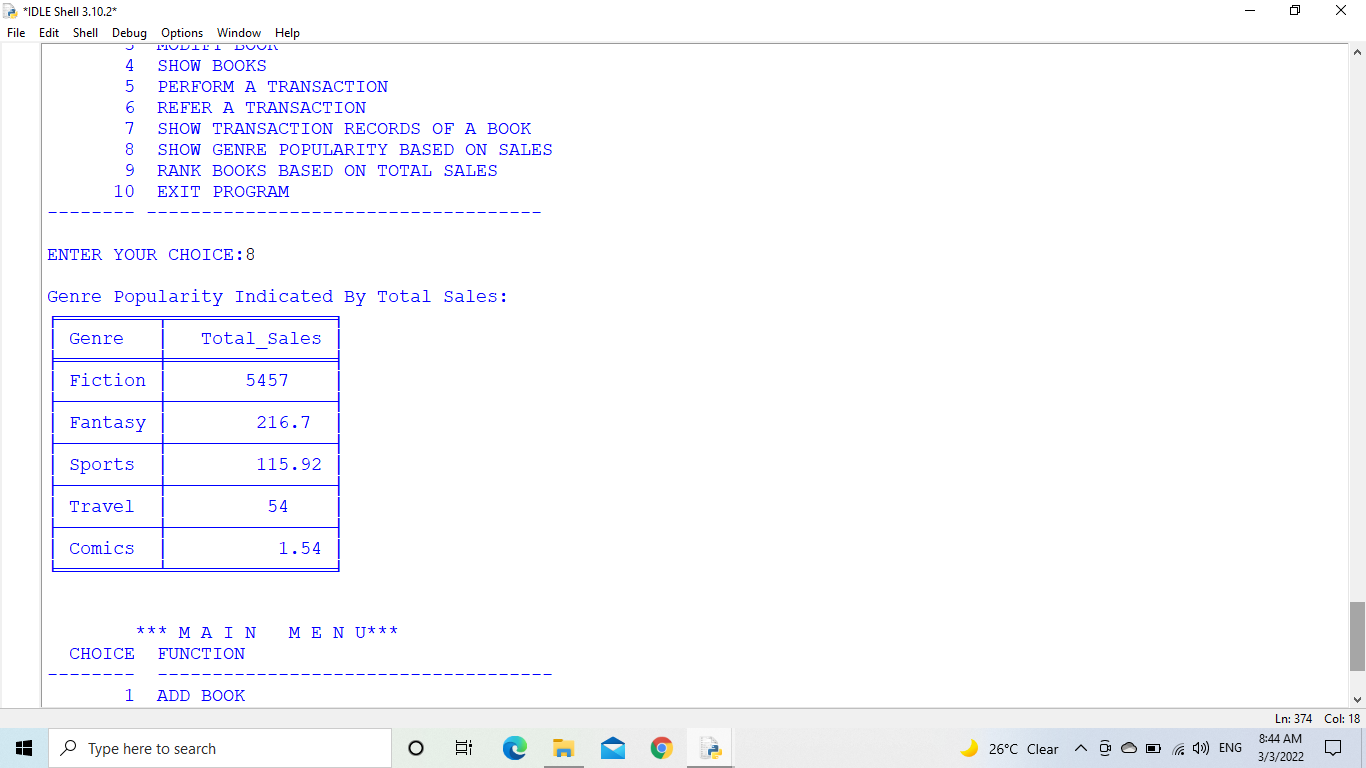 *IDLE Shell 3.10.2*
File Edit Shell Debug Options Window Help
3 MODIFY BOOK
4 SHOW BOOKS
5 PERFORM A TRANSACTION
6 REFER A TRANSACTION
7 SHOW TRANSACTION RECORDS OF A BOOK
8 SHOW GENRE POPULARITY BASED ON SALES
9 RANK BOOKS BASED ON TOTAL SALES
10 EXIT PROGRAM
-------- ------------------------------------
ENTER YOUR CHOICE:8
Genre Popularity Indicated By Total Sales:
Genre Total_Sales
Fiction 5457
Fantasy 216.7
Sports 115.92
Travel 54
Comics 1.54
*** M A I N   M E N U***
CHOICE FUNCTION
-------- ------------------------------------
1 ADD BOOK
Ln: 374 Col: 18
Type here to search
26°C Clear
ENG
8:44 AM
3/3/2022